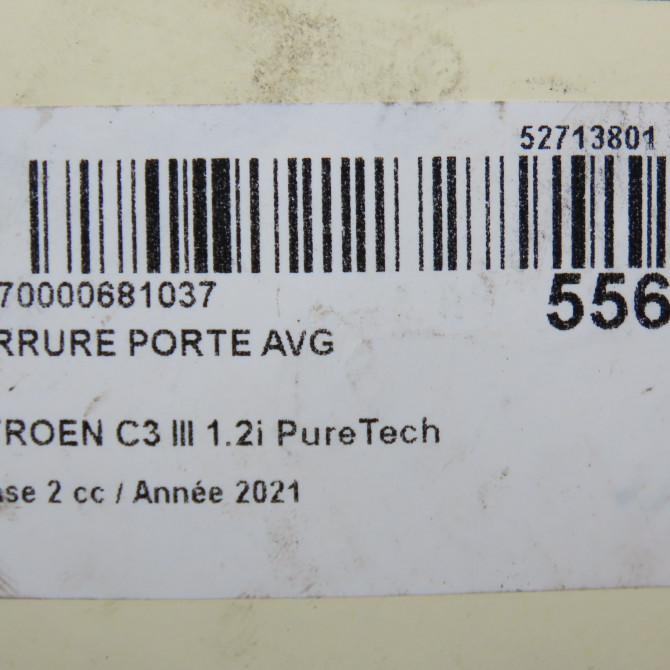 52713801
70000681037
556
RRURE PORTE AVG
TROEN C3 III 1.2i PureTech
ase 2 cc / Année 2021